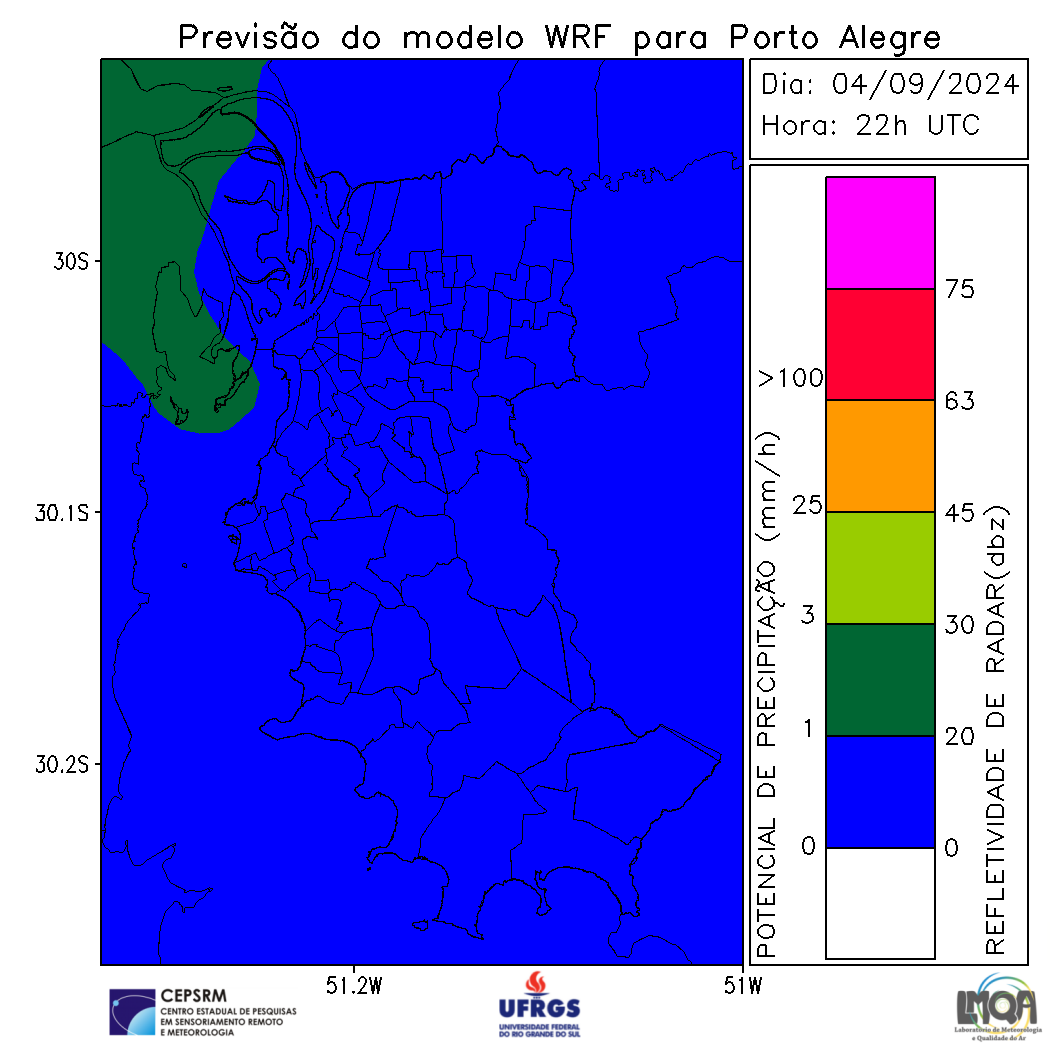 Previsão do modelo WRF para Porto Alegre
Dia: 04/09/2024
Hora: 22h UTC
30S
30.1S
30.2S
51.2W
51W
POTENCIAL DE PRECIPITAÇÃO (mm/h)
>100
25
3
1
0
75
63
45
30
20
0
REFLETIVIDADE DE RADAR(dbz)
CEPSRM
CENTRO ESTADUAL DE PESQUISAS
EM SENSORIAMENTO REMOTO
E METEOROLOGIA
UFRGS
UNIVERSIDADE FEDERAL
DO RIO GRANDE DO SUL
LMQA
Laboratório de Meteorologia
e Qualidade do Ar